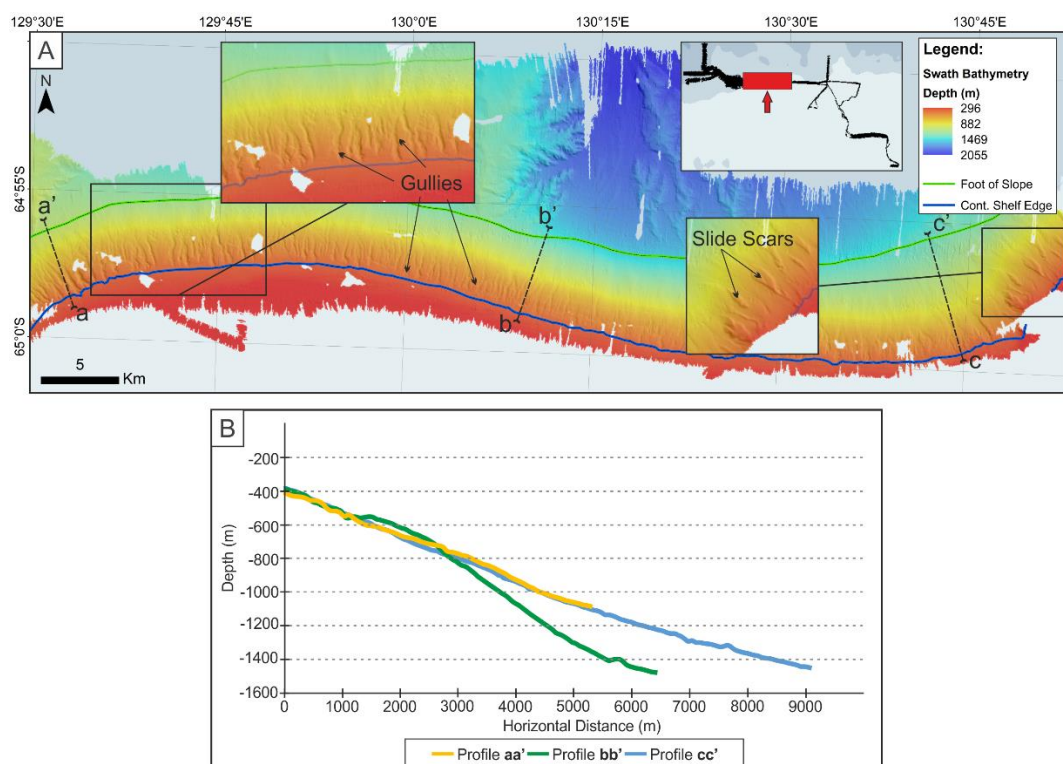 129°30'E 129°45'E 130°0'E 130°15'E 130°30'E 130°45'E
A
N
Legend:
Swath Bathymetry
Depth (m)
296
882
1469
2055
Foot of Slope
Cont. Shelf Edge
64°55'S
65°0'S
Gullies
Slide Scars
a'
a
b'
b
c'
c
5
Km
B
Depth (m)
-200
-400
-600
-800
-1000
-1200
-1400
-1600
0 1000 2000 3000 4000 5000 6000 7000 8000 9000
Horizontal Distance (m)
Profile aa' Profile bb' Profile cc'